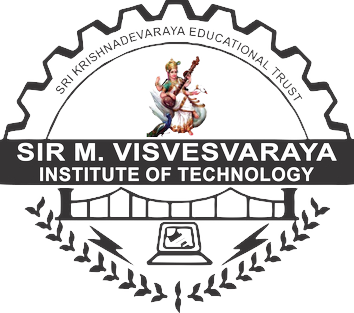 SRI KRISHNADEVARAYA EDUCATIONAL TRUST
SIR M. VISVESVARAYA
INSTITUTE OF TECHNOLOGY